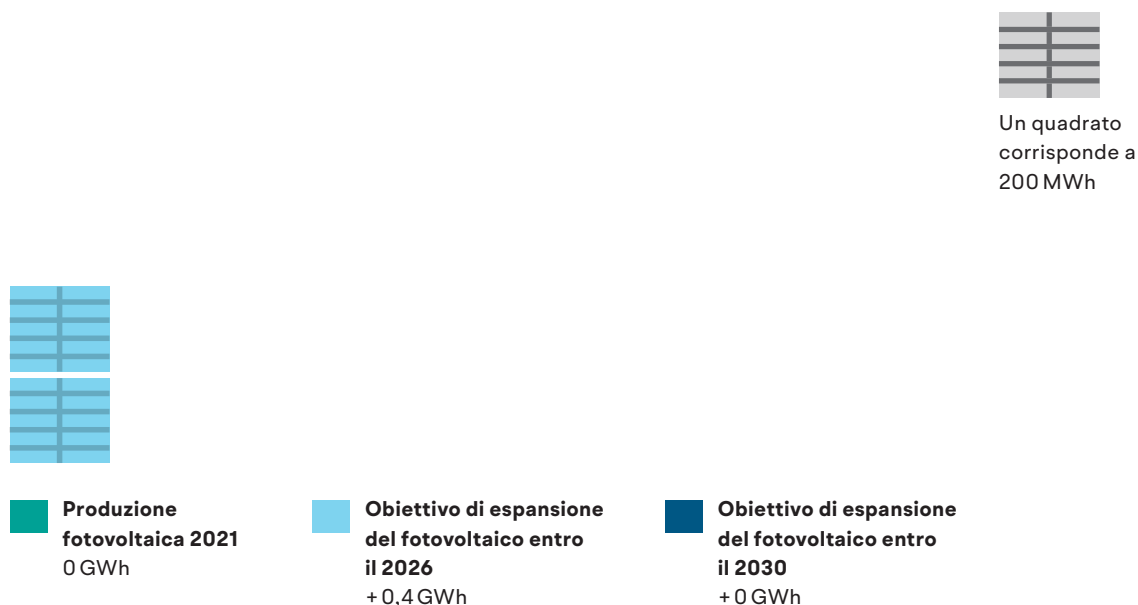 Un quadrato
corrisponde a
200 MWh
Produzione
fotovoltaica 2021
0 GWh
Obiettivo di espansione
del fotovoltaico entro
il 2026
+ 0,4 GWh
Obiettivo di espansione
del fotovoltaico entro
il 2030
+ 0 GWh